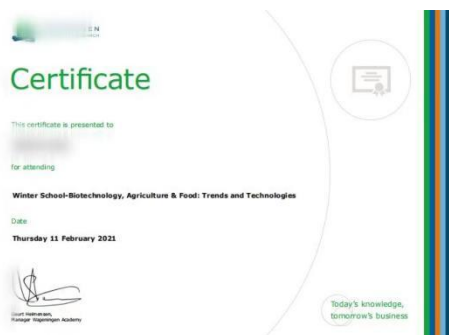 Certificate
This certificate is presented to
for attending
Winter School-Biotechnology, Agriculture & Food: Trends and Technologies
Date
Thursday 11 February 2021
Manager Wageningen Academy
Today's knowledge,
tomorrow's business